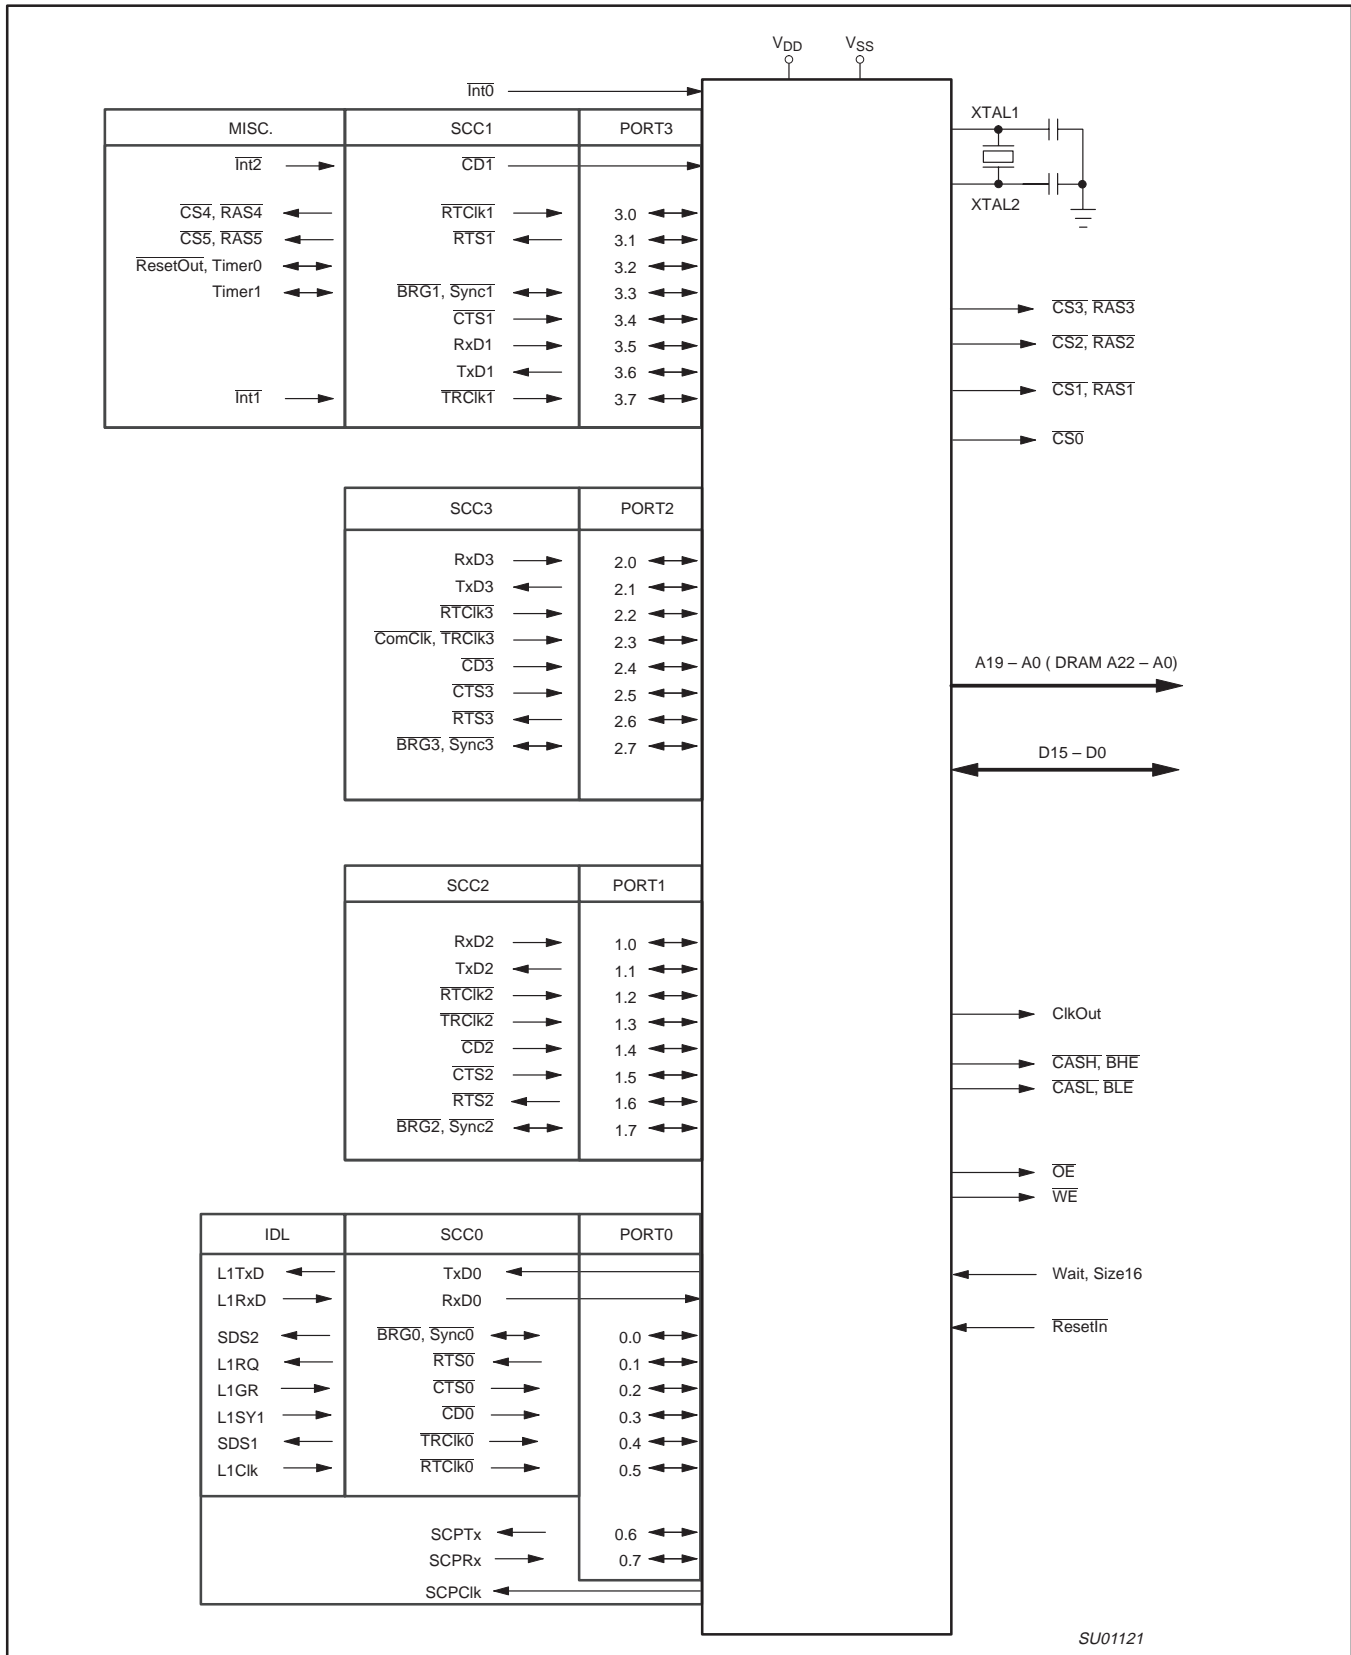 VDD VSS
Int0
MISC. SCC1 PORT3
Int2 CD1
CS4, RAS4 RTClk1 3.0
CS5, RAS5 RTS1 3.1
ResetOut, Timer0 3.2
Timer1 BRG1, Sync1 3.3
CTS1 3.4
RxD1 3.5
TxD1 3.6
Int1 TRClk1 3.7
XTAL1
XTAL2
CS3, RAS3
CS2, RAS2
CS1, RAS1
CS0
SCC3 PORT2
RxD3 2.0
TxD3 2.1
RTClk3 2.2
ComClk, TRClk3 2.3
CD3 2.4
CTS3 2.5
RTS3 2.6
BRG3, Sync3 2.7
A19 – A0 ( DRAM A22 – A0)
D15 – D0
SCC2 PORT1
RxD2 1.0
TxD2 1.1
RTClk2 1.2
TRClk2 1.3
CD2 1.4
CTS2 1.5
RTS2 1.6
BRG2, Sync2 1.7
ClkOut
CASH, BHE
CASL, BLE
OE
WE
Wait, Size16
ResetIn
IDL SCC0 PORT0
L1TxD TxD0
L1RxD RxD0
SDS2 BRG0, Sync0 0.0
L1RQ RTS0 0.1
L1GR CTS0 0.2
L1SY1 CD0 0.3
SDS1 TRClk0 0.4
L1Clk RTClk0 0.5
SCPTx 0.6
SCPRx 0.7
SCPClk
SU01121